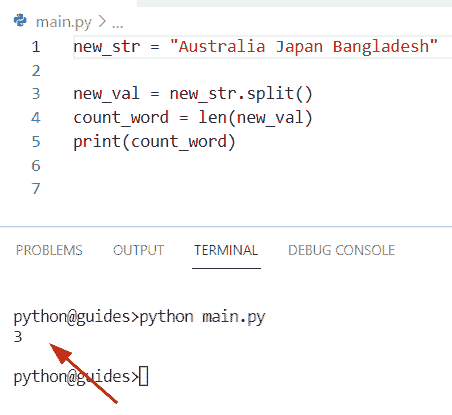 main.py > ...
1 new_str = "Australia Japan Bangladesh"
2
3 new_val = new_str.split()
4 count_word = len(new_val)
5 print(count_word)
6
7
PROBLEMS OUTPUT TERMINAL DEBUG CONSOLE
python@guides>python main.py
3
python@guides>